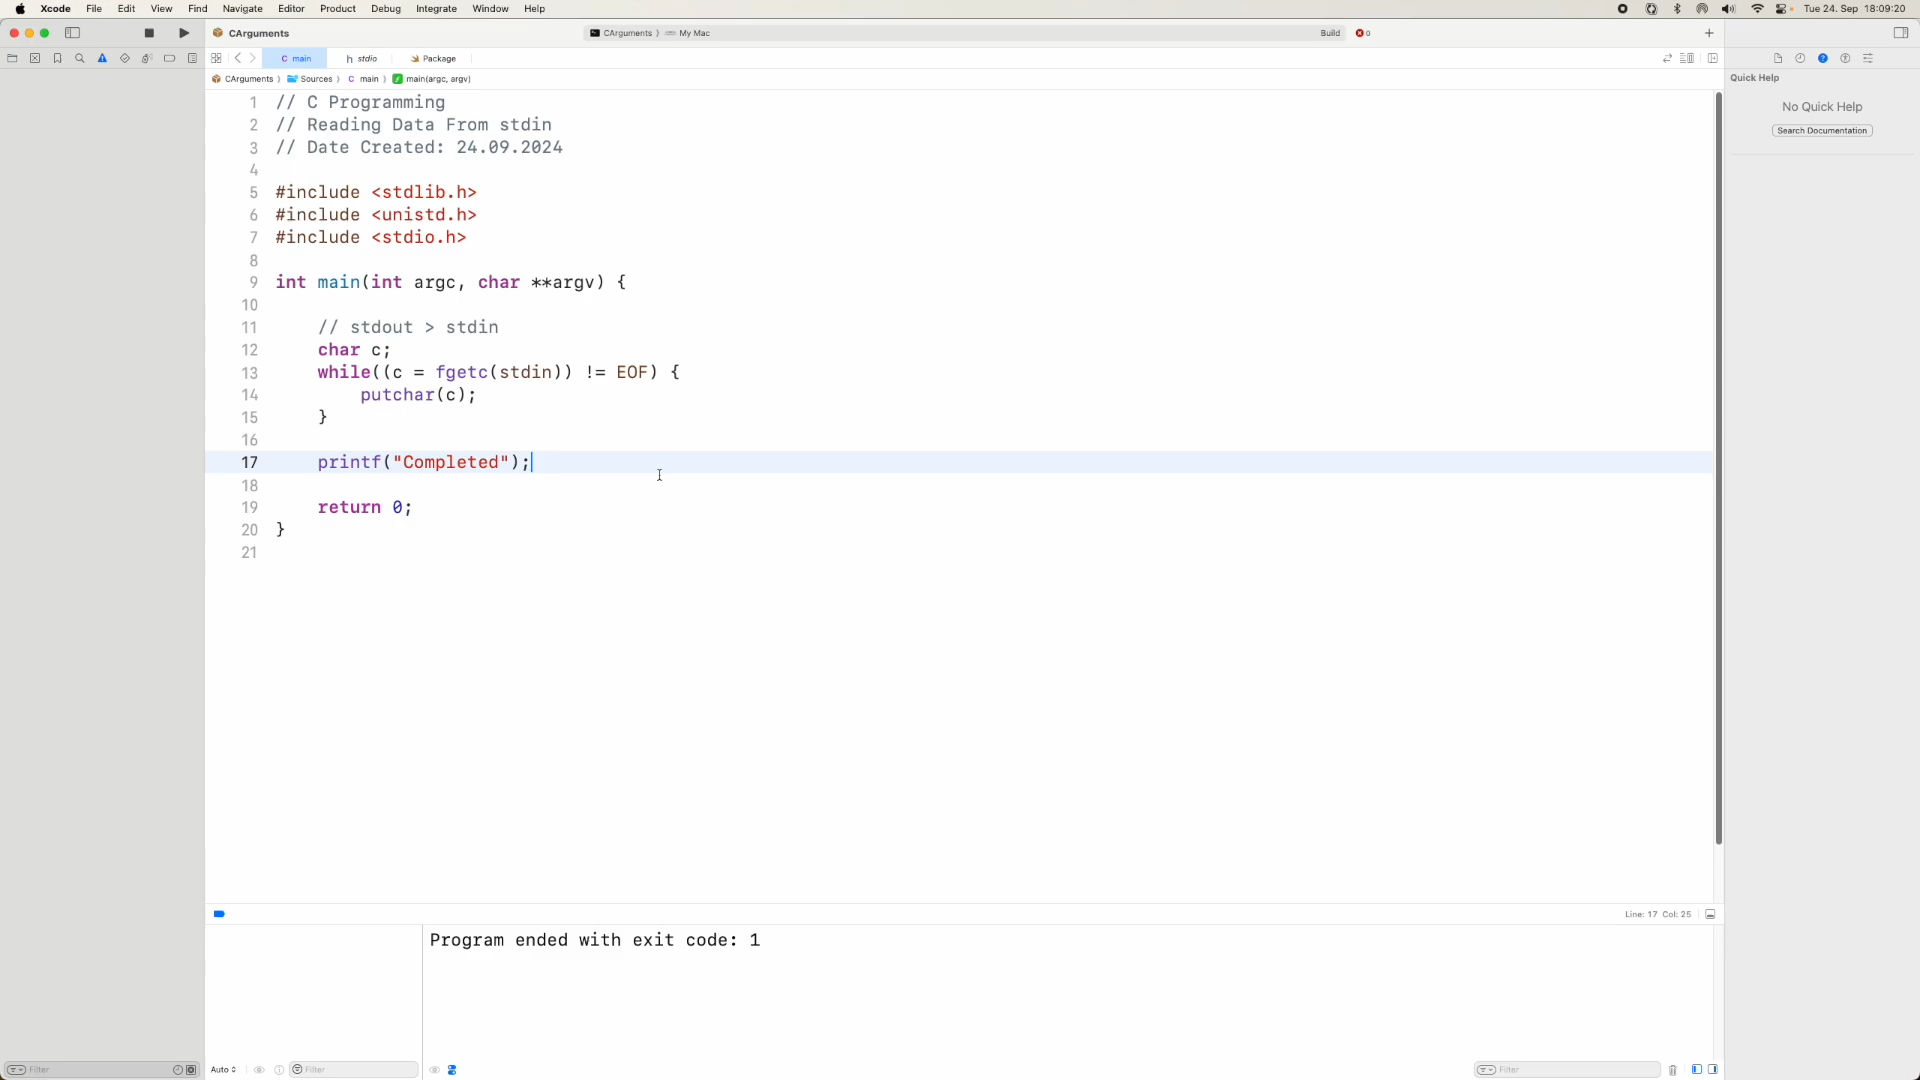 Xcode File Edit View Find Navigate Editor Product Debug Integrate Window Help Tue 24. Sep 18:09:20
CArguments CArguments My Mac Build 0
C main h stdio Package
CArguments Sources C main main(argc, argv)
Quick Help
No Quick Help
Search Documentation
1 // C Programming
2 // Reading Data From stdin
3 // Date Created: 24.09.2024
4
5 #include <stdlib.h>
6 #include <unistd.h>
7 #include <stdio.h>
8
9 int main(int argc, char **argv) {
10
11 // stdout > stdin
12 char c;
13 while((c = fgetc(stdin)) != EOF) {
14 putchar(c);
15 }
16
17 printf("Completed");
18
19 return 0;
20 }
21
Line: 17 Col: 25
Program ended with exit code: 1
Filter Auto Filter Filter